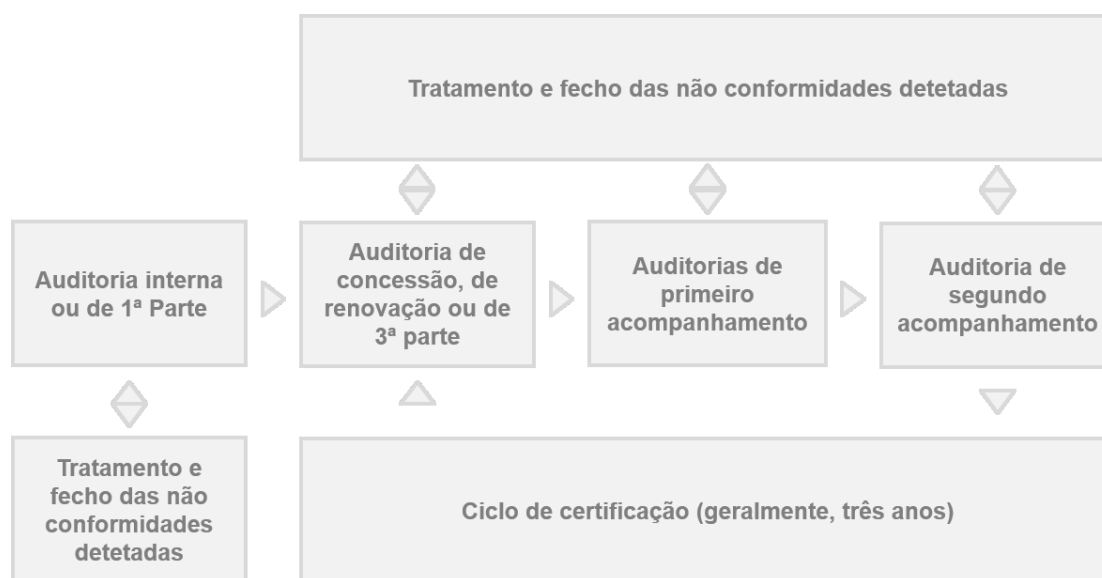 Tratamento e fecho das não conformidades detetadas
Auditoria interna
ou de 1ª Parte
Auditoria de
concessão, de
renovação ou de
3ª parte
Auditorias de
primeiro
acompanhamento
Auditoria de
segundo
acompanhamento
Tratamento e
fecho das não
conformidades
detetadas
Ciclo de certificação (geralmente, três anos)